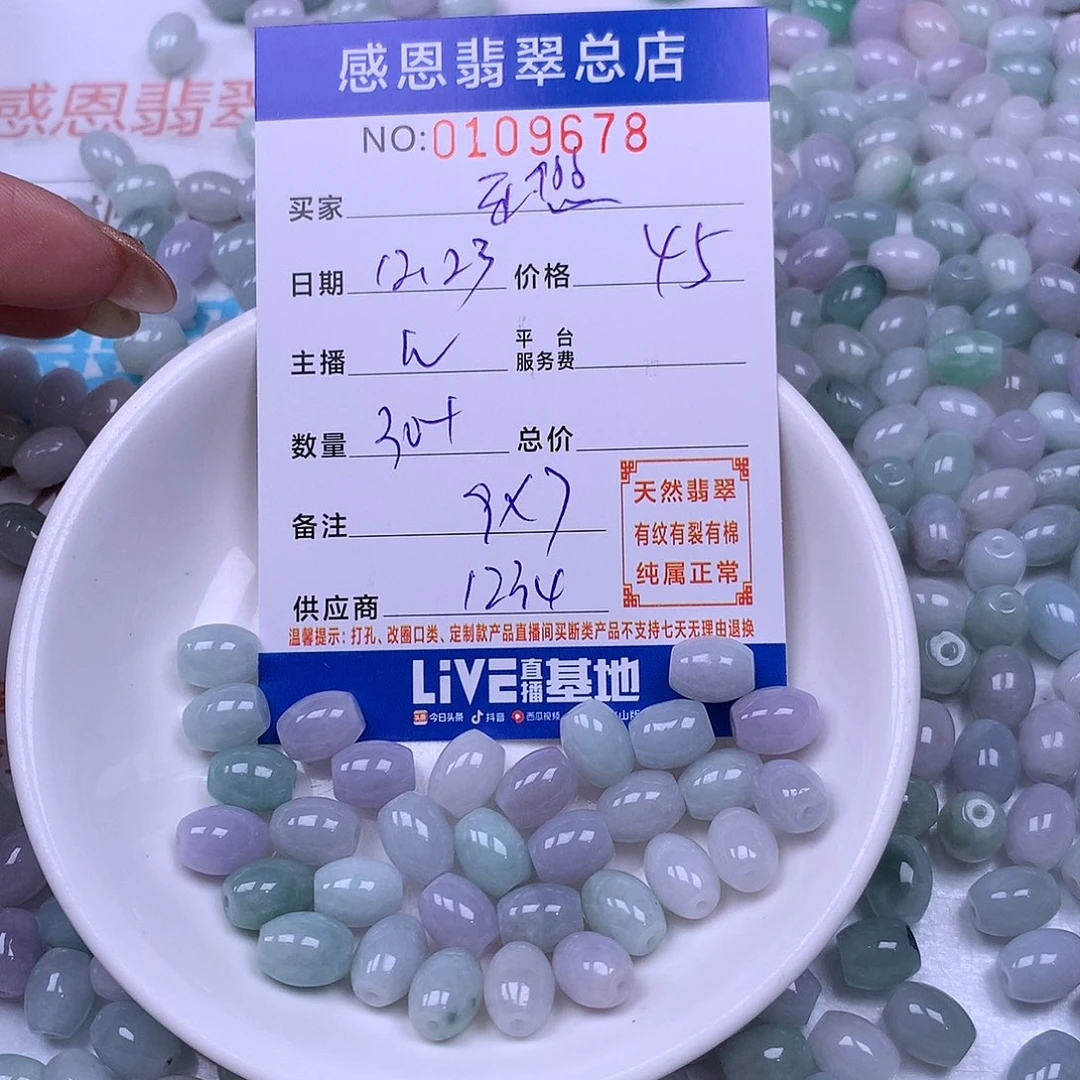 感恩翡翠总店
感恩翡翠
NO:0109678
买家
日期 12.23 价格 45
主播 平台服务费
数量 30+ 总价
备注 9X7
天然翡翠
有纹有裂有棉
纯属正常
供应商 1234
温馨提示：打孔、改圈口类、定制款产品直播间买断类产品不支持七天无理由退换
LiVE直播基地
今日头条 抖音 西瓜视频